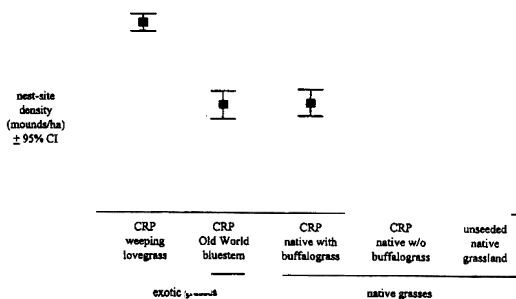 nest-site
density
(mounds/ha)
± 95% CI
CRP
weeping
lovegrass
CRP
Old World
bluestem
CRP
native with
buffalograss
CRP
native w/o
buffalograss
unseeded
native
grassland
exotic
native grasses